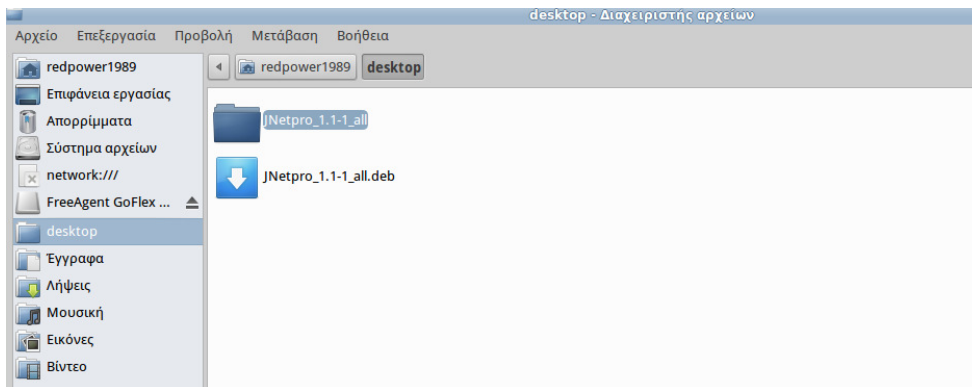 desktop - Διαχειριστής αρχείων
Αρχείο Επεξεργασία Προβολή Μετάβαση Βοήθεια
redpower1989
Επιφάνεια εργασίας
Απορρίμματα
Σύστημα αρχείων
network:///
FreeAgent GoFlex ...
desktop
Έγγραφα
Λήψεις
Μουσική
Εικόνες
Βίντεο
redpower1989 desktop
JNetpro_1.1-1_all
JNetpro_1.1-1_all.deb